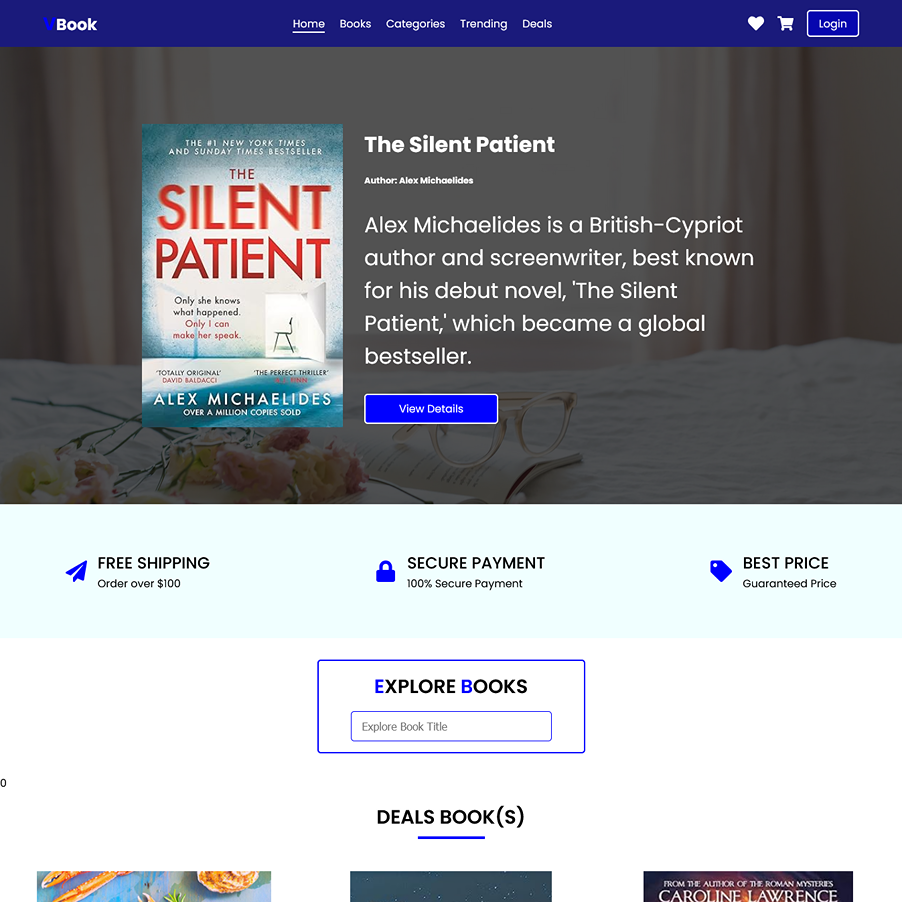 VBook
Home Books Categories Trending Deals
Login
THE #1 NEW YORK TIMES
AND SUNDAY TIMES BESTSELLER
THE
SILENT
PATIENT
Only she knows
what happened.
Only I can
make her speak.
'TOTALLY ORIGINAL'
DAVID BALDACCI
'THE PERFECT THRILLER'
ALEX MICHAELIDES
OVER A MILLION COPIES SOLD
The Silent Patient
Author: Alex Michaelides
Alex Michaelides is a British-Cypriot
author and screenwriter, best known
for his debut novel, 'The Silent
Patient,' which became a global
bestseller.
View Details
FREE SHIPPING
Order over $100
SECURE PAYMENT
100% Secure Payment
BEST PRICE
Guaranteed Price
EXPLORE BOOKS
Explore Book Title
0
DEALS BOOK(S)
FROM THE AUTHOR OF THE ROMAN MYSTERIES
CAROLINE LAWRENCE